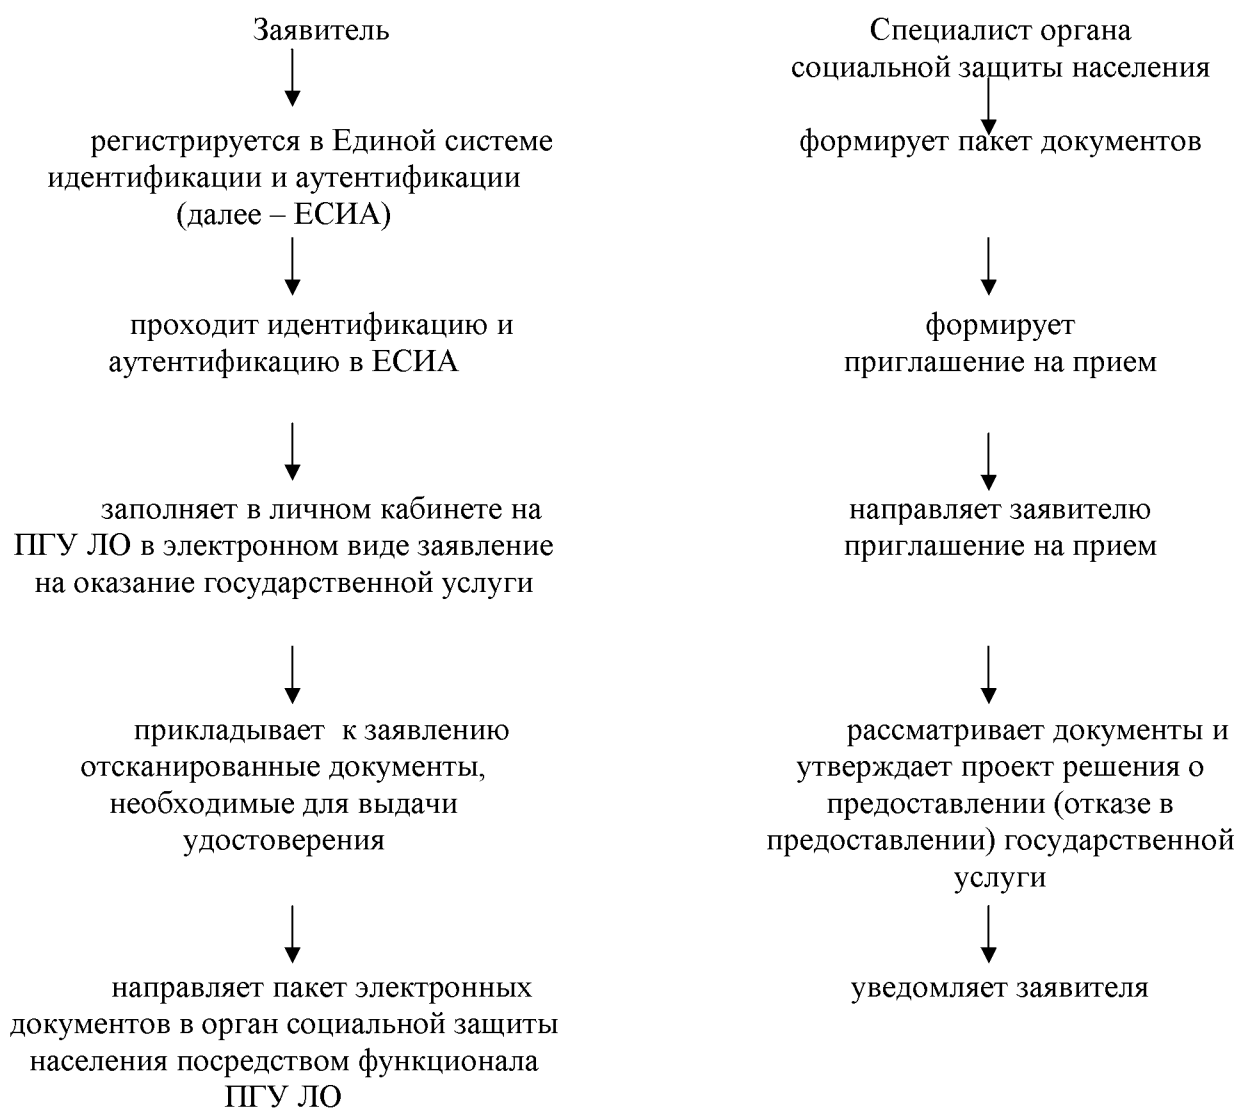 Заявитель
регистрируется в Единой системе
идентификации и аутентификации
(далее – ЕСИА)
проходит идентификацию и
аутентификацию в ЕСИА
заполняет в личном кабинете на
ПГУ ЛО в электронном виде заявление
на оказание государственной услуги
прикладывает к заявлению
отсканированные документы,
необходимые для выдачи
удостоверения
направляет пакет электронных
документов в орган социальной защиты
населения посредством функционала
ПГУ ЛО
Специалист органа
социальной защиты населения
формирует пакет документов
формирует
приглашение на прием
направляет заявителю
приглашение на прием
рассматривает документы и
утверждает проект решения о
предоставлении (отказе в
предоставлении) государственной
услуги
уведомляет заявителя